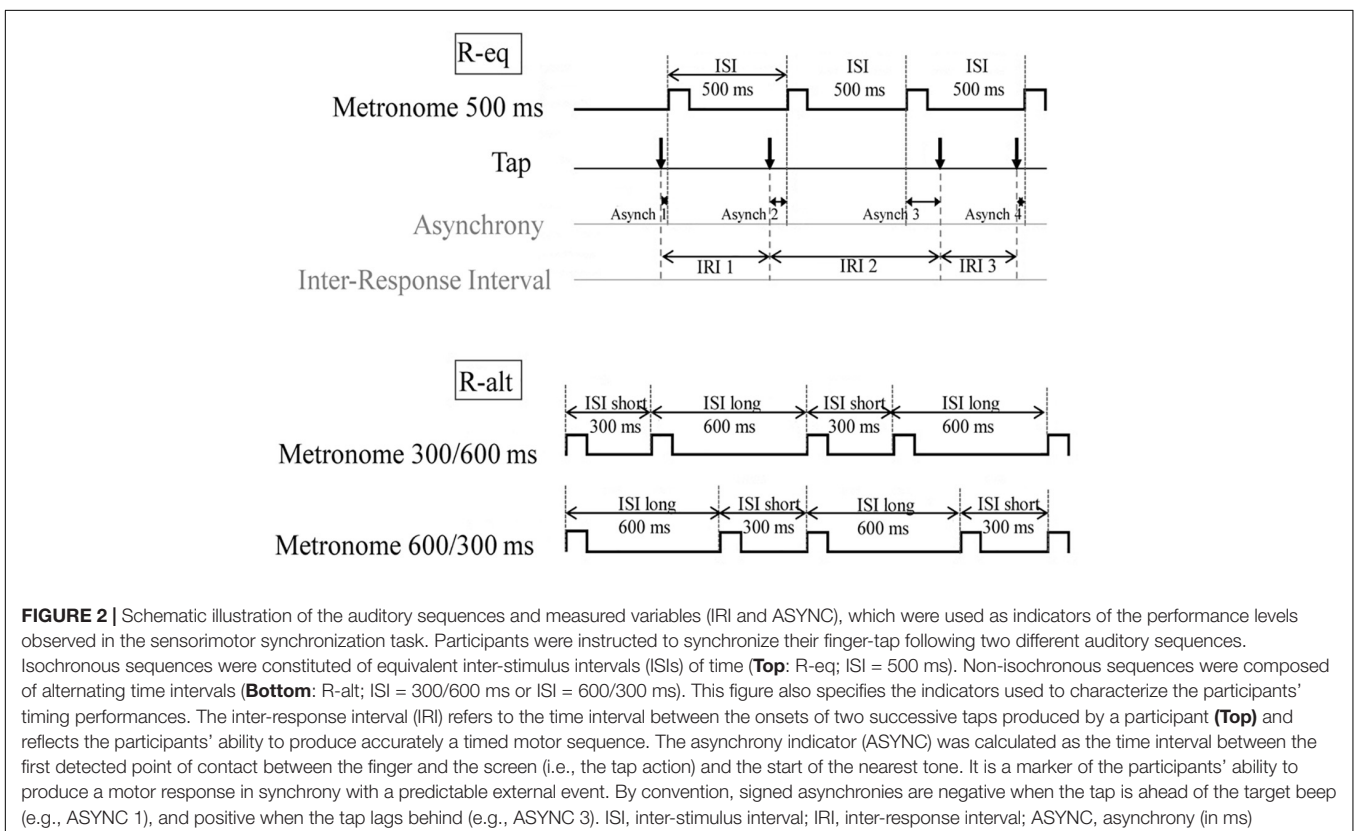 R-eq
ISI ISI ISI
500 ms 500 ms 500 ms
Metronome 500 ms
Tap
Asynch 1 Asynch 2 Asynch 3 Asynch 4
Asynchrony
IRI 1 IRI 2 IRI 3
Inter-Response Interval
R-alt
ISI short ISI long ISI short ISI long
300 ms 600 ms 300 ms 600 ms
Metronome 300/600 ms
ISI long ISI short ISI long ISI short
600 ms 300 ms 600 ms 300 ms
Metronome 600/300 ms
FIGURE 2 | Schematic illustration of the auditory sequences and measured variables (IRI and ASYNC), which were used as indicators of the performance levels
observed in the sensorimotor synchronization task. Participants were instructed to synchronize their finger-tap following two different auditory sequences.
Isochronous sequences were constituted of equivalent inter-stimulus intervals (ISIs) of time (Top: R-eq; ISI = 500 ms). Non-isochronous sequences were composed
of alternating time intervals (Bottom: R-alt; ISI = 300/600 ms or ISI = 600/300 ms). This figure also specifies the indicators used to characterize the participants'
timing performances. The inter-response interval (IRI) refers to the time interval between the onsets of two successive taps produced by a participant (Top) and
reflects the participants' ability to produce accurately a timed motor sequence. The asynchrony indicator (ASYNC) was calculated as the time interval between the
first detected point of contact between the finger and the screen (i.e., the tap action) and the start of the nearest tone. It is a marker of the participants' ability to
produce a motor response in synchrony with a predictable external event. By convention, signed asynchronies are negative when the tap is ahead of the target beep
(e.g., ASYNC 1), and positive when the tap lags behind (e.g., ASYNC 3). ISI, inter-stimulus interval; IRI, inter-response interval; ASYNC, asynchrony (in ms)